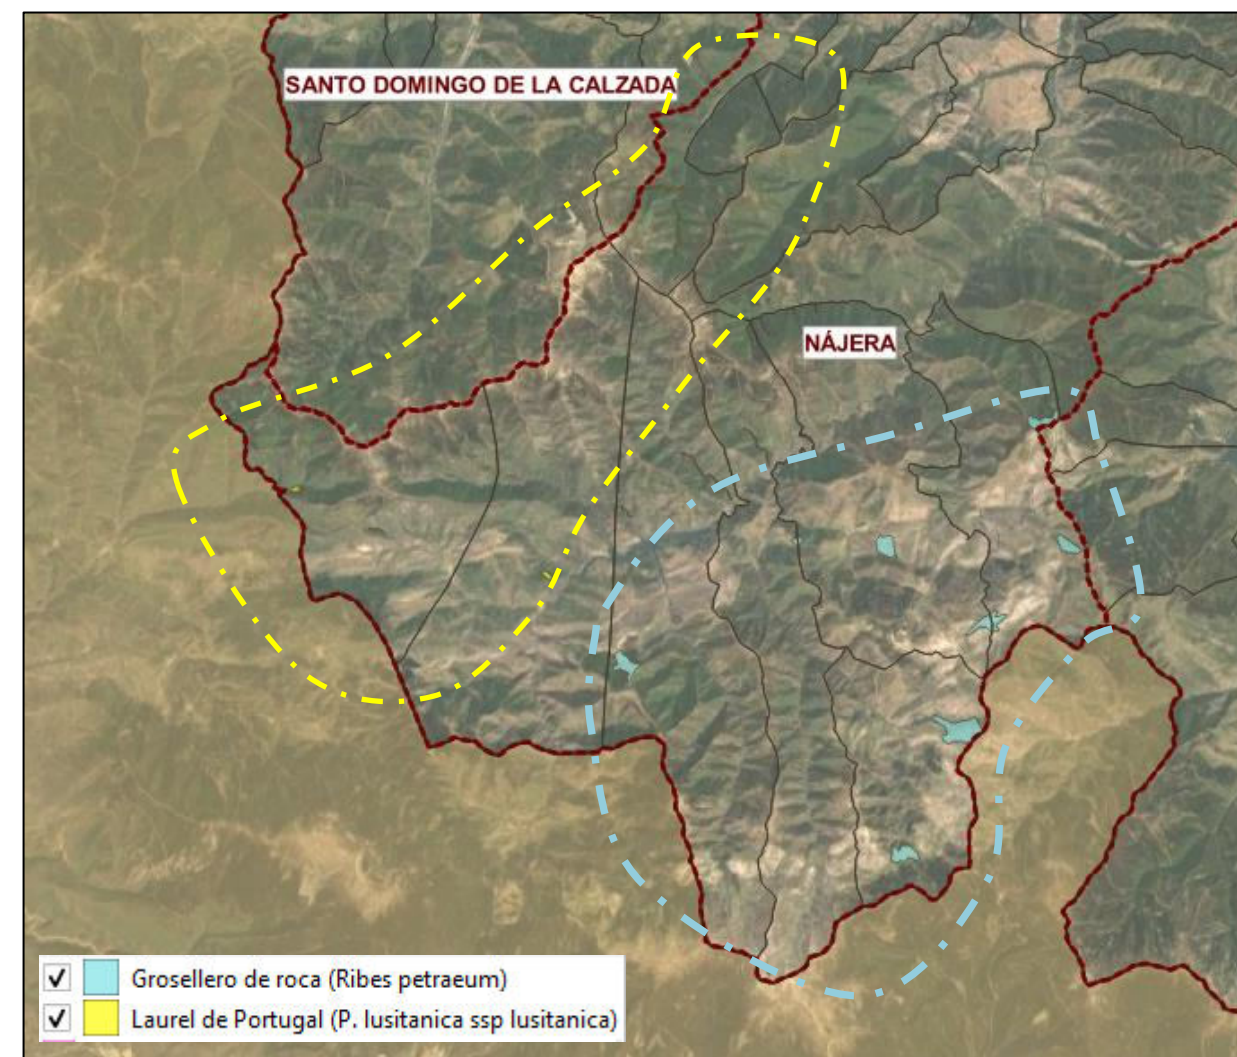 SANTO DOMINGO DE LA CALZADA
NÁJERA
Grosellero de roca (Ribes petraeum)
Laurel de Portugal (P. lusitanica ssp lusitanica)